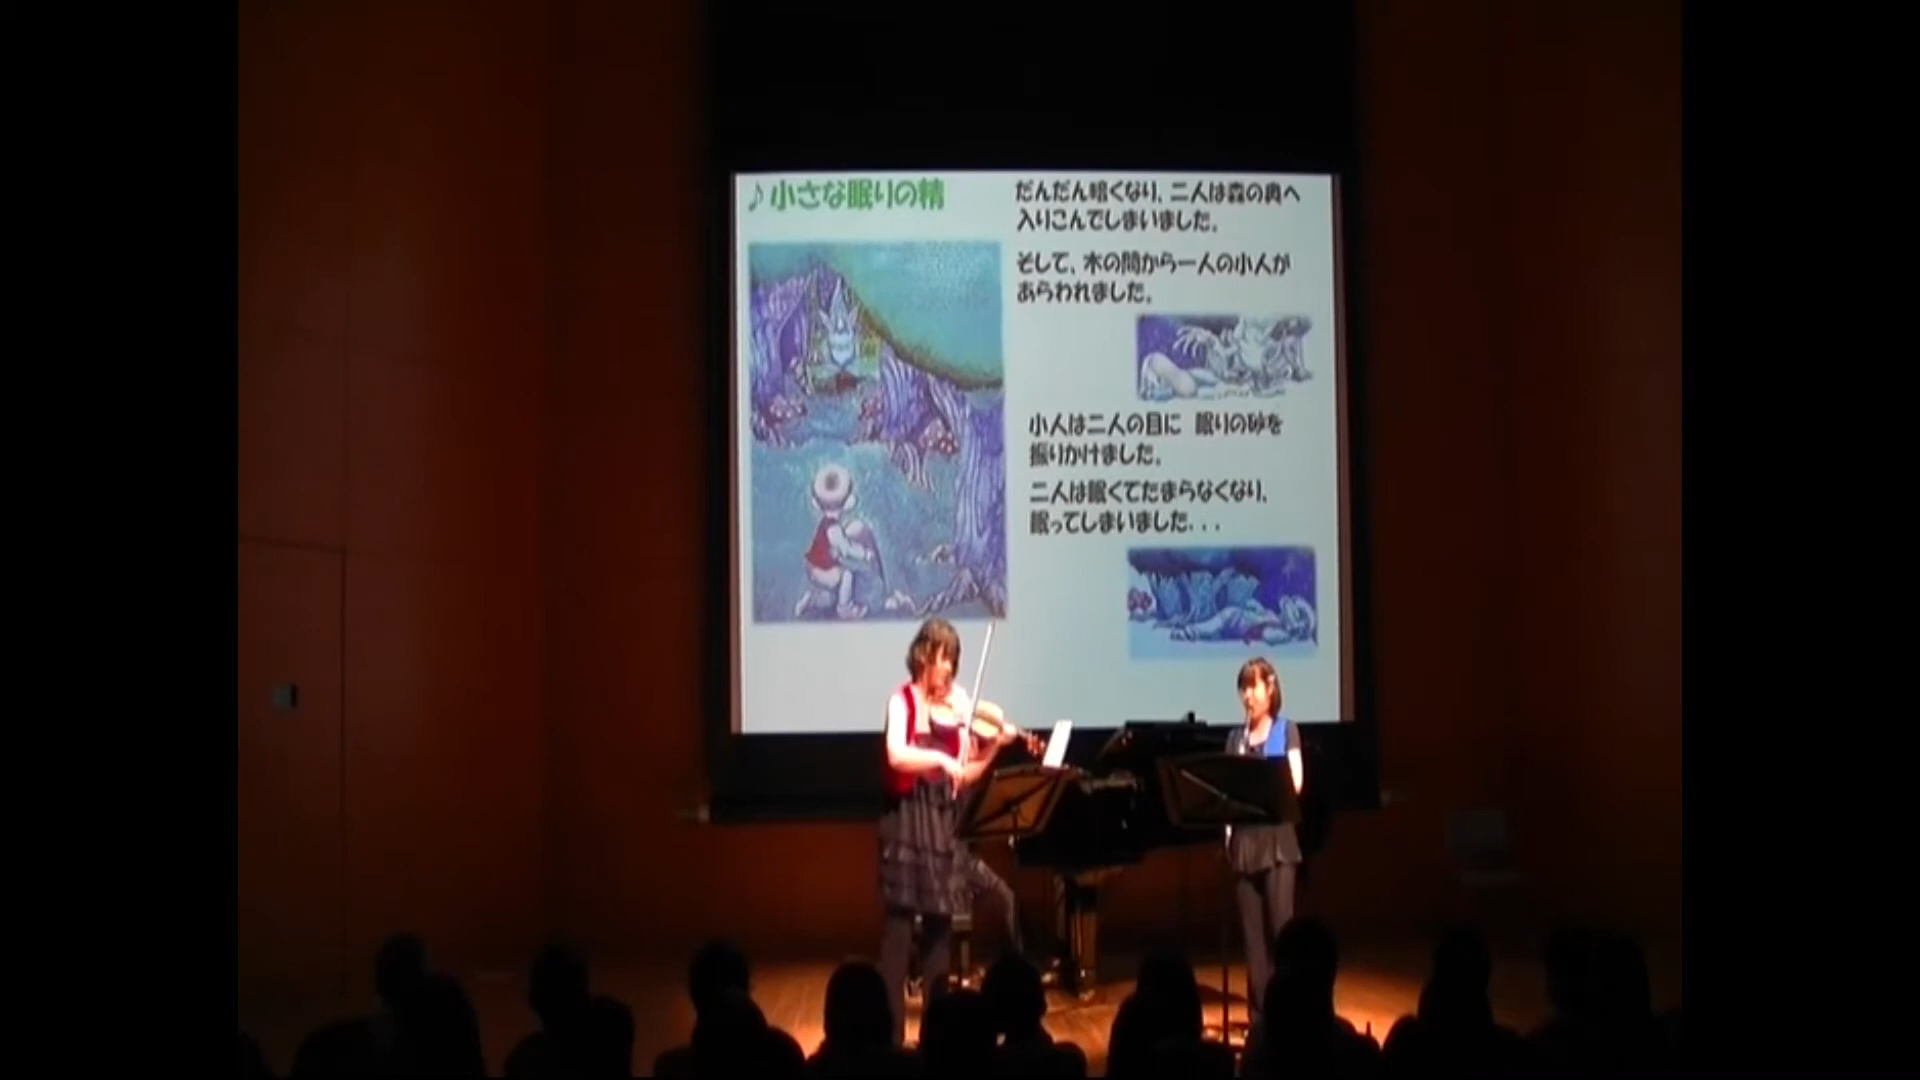 ♪小さな眠りの精
だんだん暗くなり、二人は森の奥へ
入りこんでしまいました。
そして、木の間から一人の小人が
あらわれました。
小人は二人の目に 眠りの砂を
振りかけました。
二人は眠くてたまらなくなり、
眠ってしまいました...